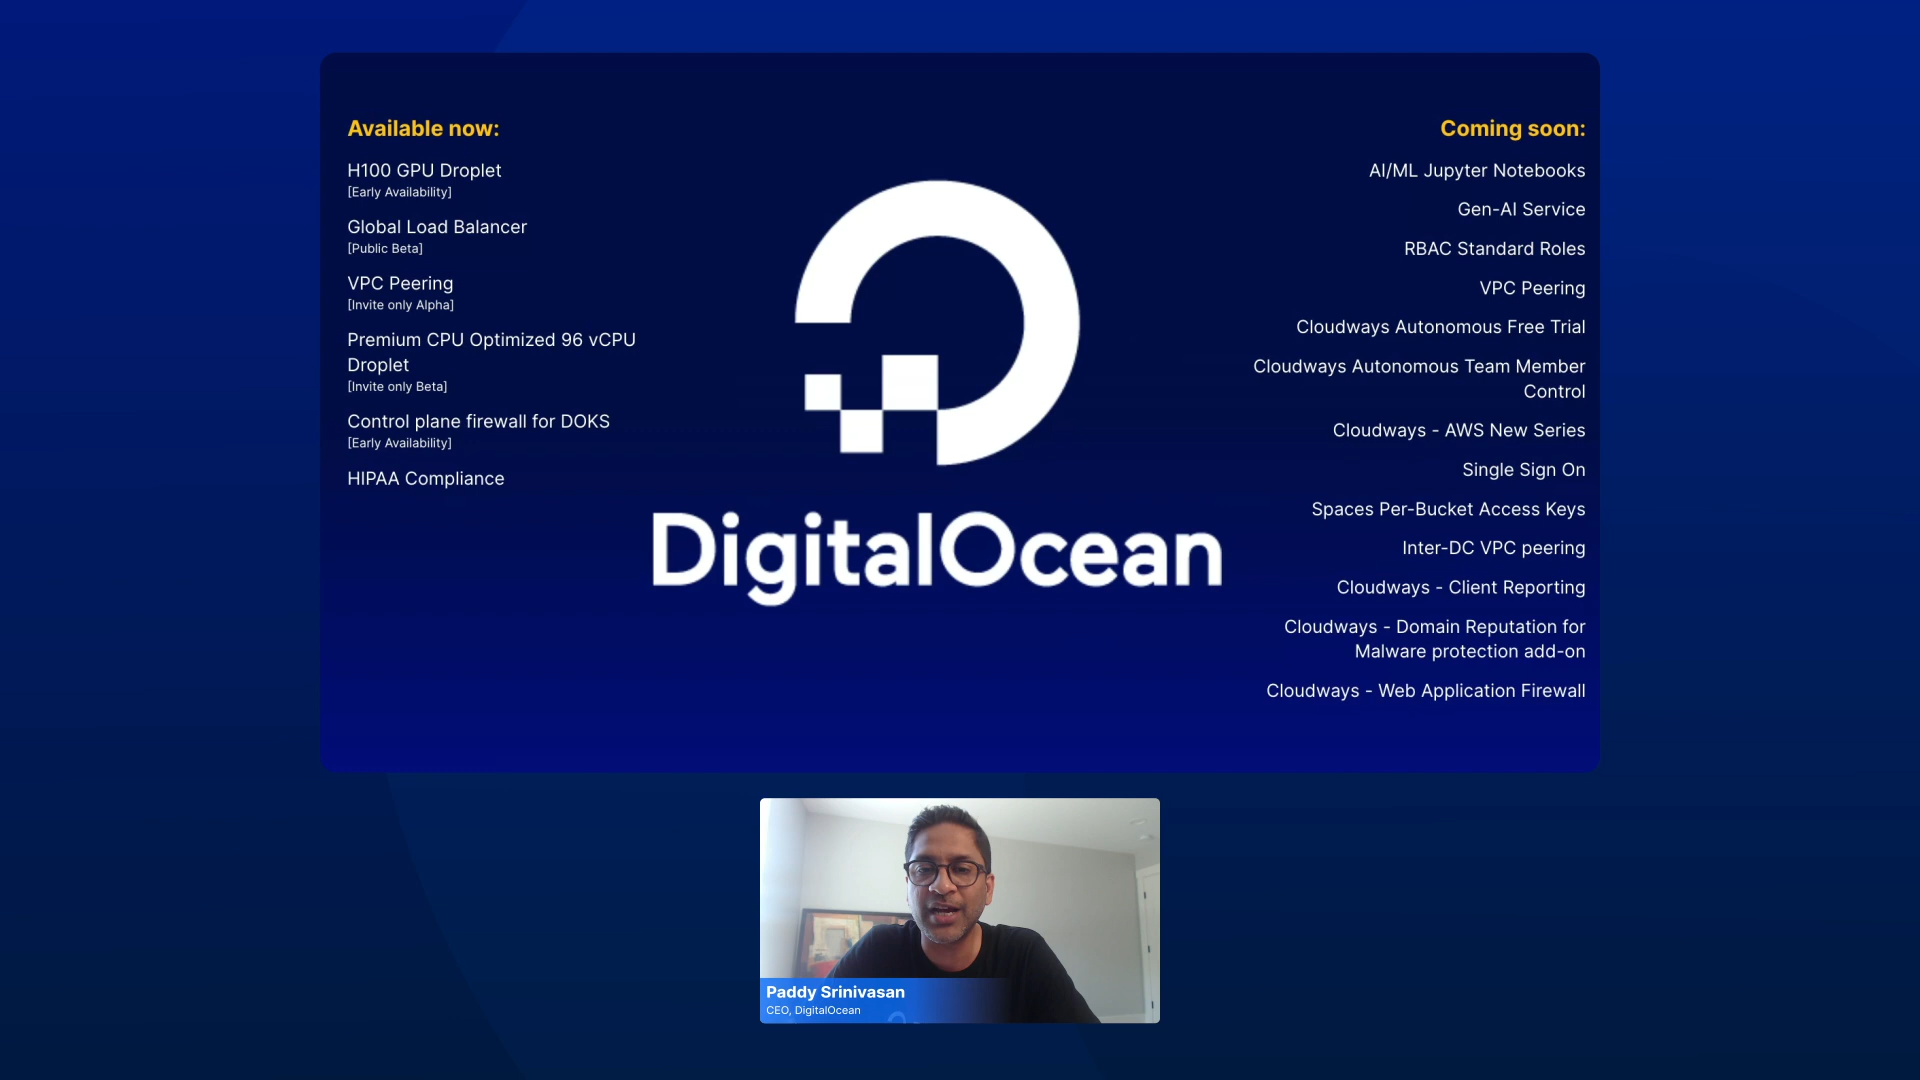 Available now:
H100 GPU Droplet
[Early Availability]
Global Load Balancer
[Public Beta]
VPC Peering
[Invite only Alpha]
Premium CPU Optimized 96 vCPU
Droplet
[Invite only Beta]
Control plane firewall for DOKS
[Early Availability]
HIPAA Compliance
DigitalOcean
Coming soon:
AI/ML Jupyter Notebooks
Gen-AI Service
RBAC Standard Roles
VPC Peering
Cloudways Autonomous Free Trial
Cloudways Autonomous Team Member
Control
Cloudways - AWS New Series
Single Sign On
Spaces Per-Bucket Access Keys
Inter-DC VPC peering
Cloudways - Client Reporting
Cloudways - Domain Reputation for
Malware protection add-on
Cloudways - Web Application Firewall
Paddy Srinivasan
CEO, DigitalOcean